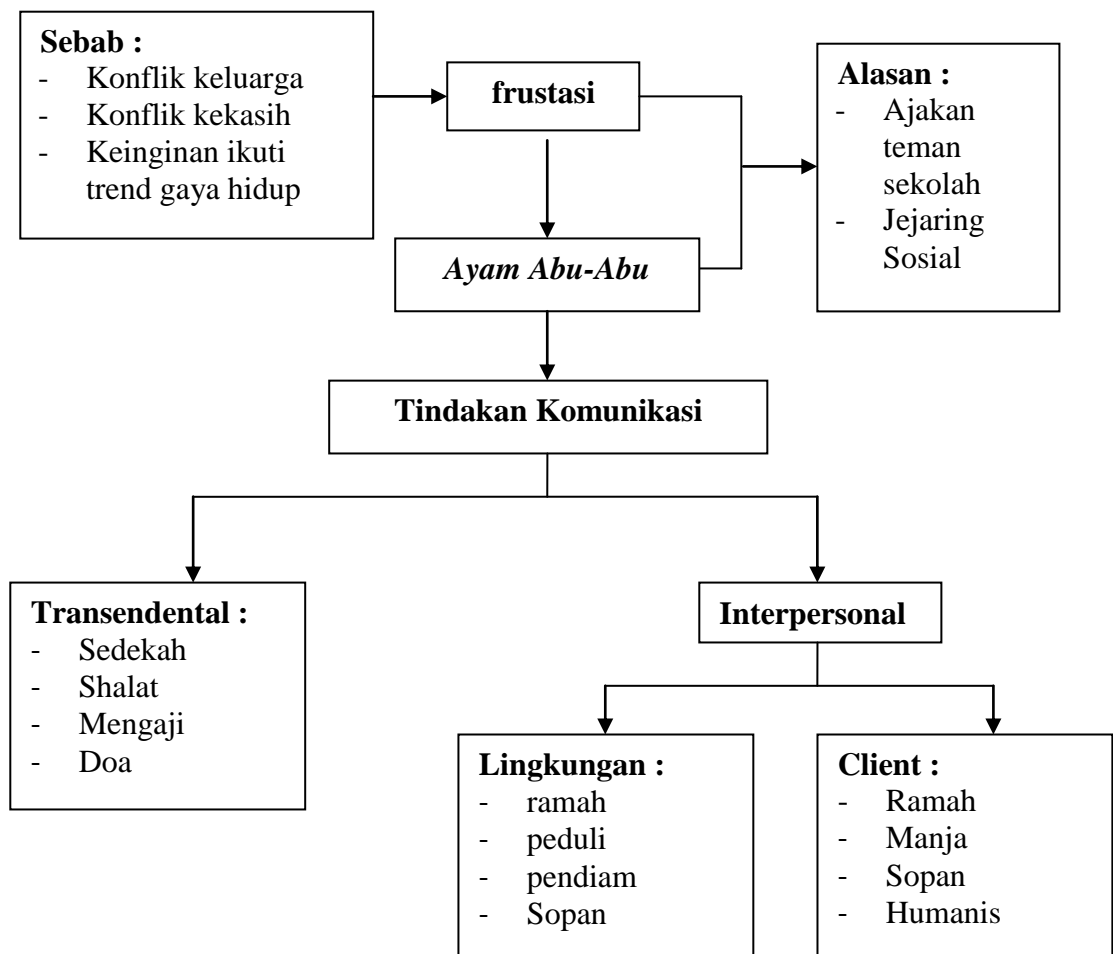 Sebab :
- Konflik keluarga
- Konflik kekasih
- Keinginan ikuti
trend gaya hidup
frustasi
Alasan :
- Ajakan
teman
sekolah
- Jejaring
Sosial
Ayam Abu-Abu
Tindakan Komunikasi
Transendental :
- Sedekah
- Shalat
- Mengaji
- Doa
Interpersonal
Lingkungan :
- ramah
- peduli
- pendiam
- Sopan
Client :
- Ramah
- Manja
- Sopan
- Humanis